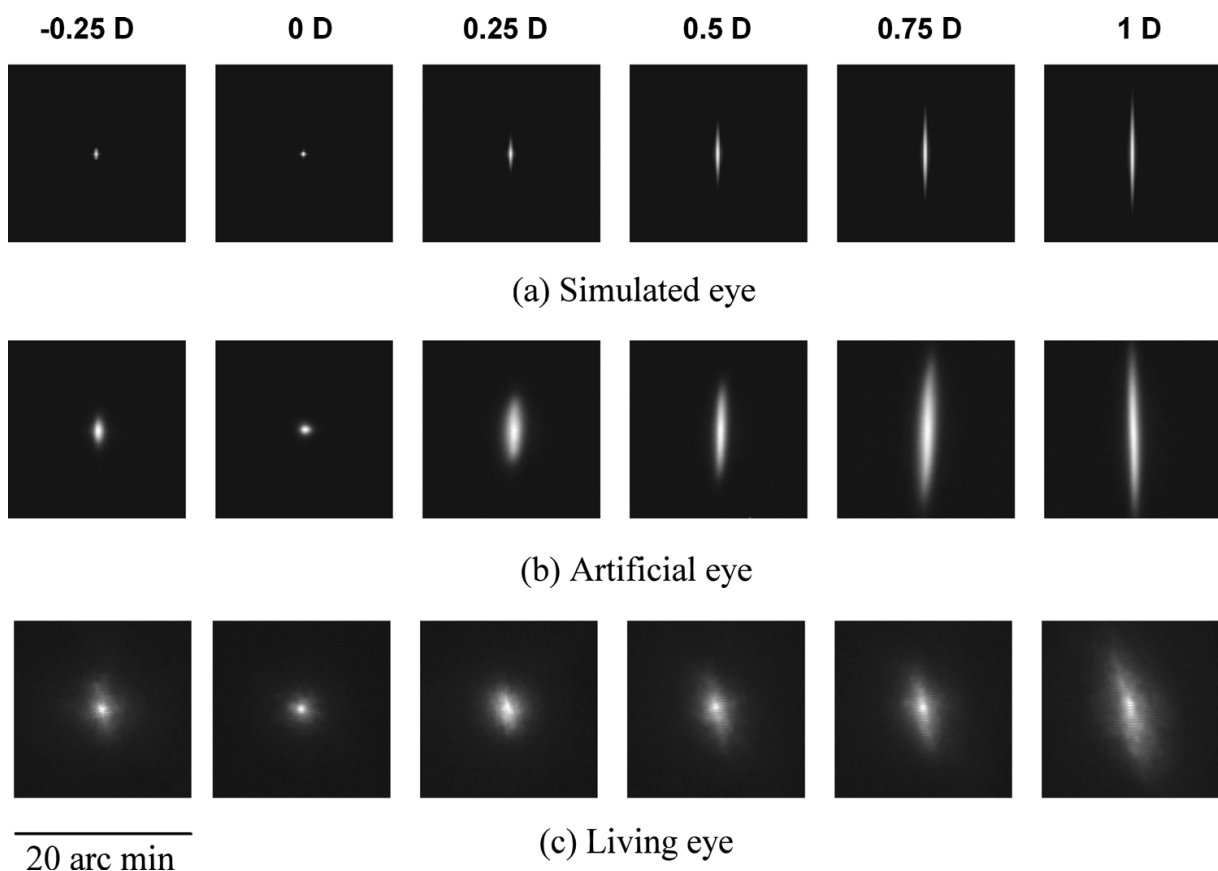 -0.25 D 0 D 0.25 D 0.5 D 0.75 D 1 D
(a) Simulated eye
(b) Artificial eye
(c) Living eye
20 arc min